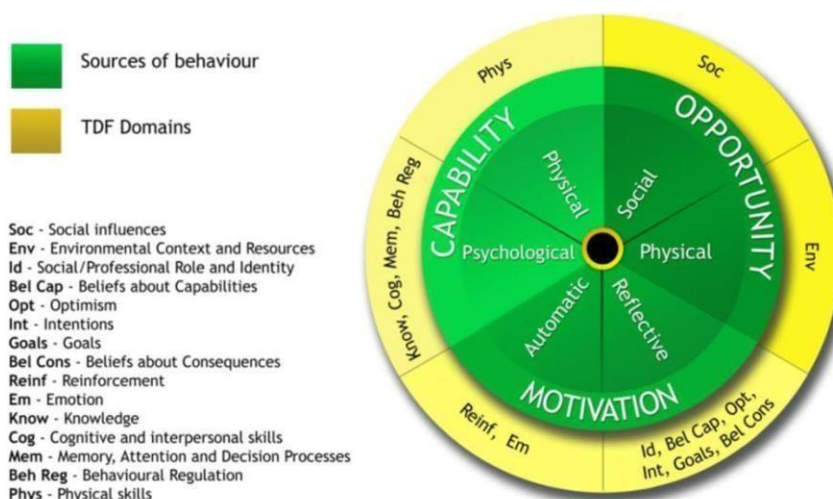 Sources of behaviour
TDF Domains
Soc - Social influences
Env - Environmental Context and Resources
Id - Social/Professional Role and Identity
Bel Cap - Beliefs about Capabilities
Opt - Optimism
Int - Intentions
Goals - Goals
Bel Cons - Beliefs about Consequences
Reinf - Reinforcement
Em - Emotion
Know - Knowledge
Cog - Cognitive and interpersonal skills
Mem - Memory, Attention and Decision Processes
Beh Reg - Behavioural Regulation
Phys - Physical skills
Phys
Soc
Know, Cog, Mem, Beh Reg
Env
Reinf, Em
Id, Bel Cap, Opt,
Int, Goals, Bel Cons
CAPABILITY
OPPORTUNITY
MOTIVATION
Physical
Social
Psychological
Physical
Automatic
Reflective